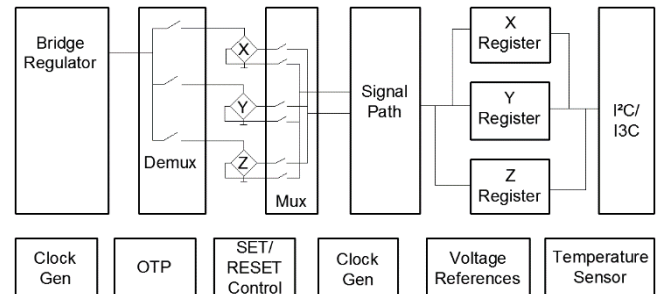 Bridge
Regulator
Demux
X
Y
Z
Mux
Signal
Path
X
Register
Y
Register
Z
Register
I²C/
I3C
Clock
Gen
OTP
SET/
RESET
Control
Clock
Gen
Voltage
References
Temperature
Sensor